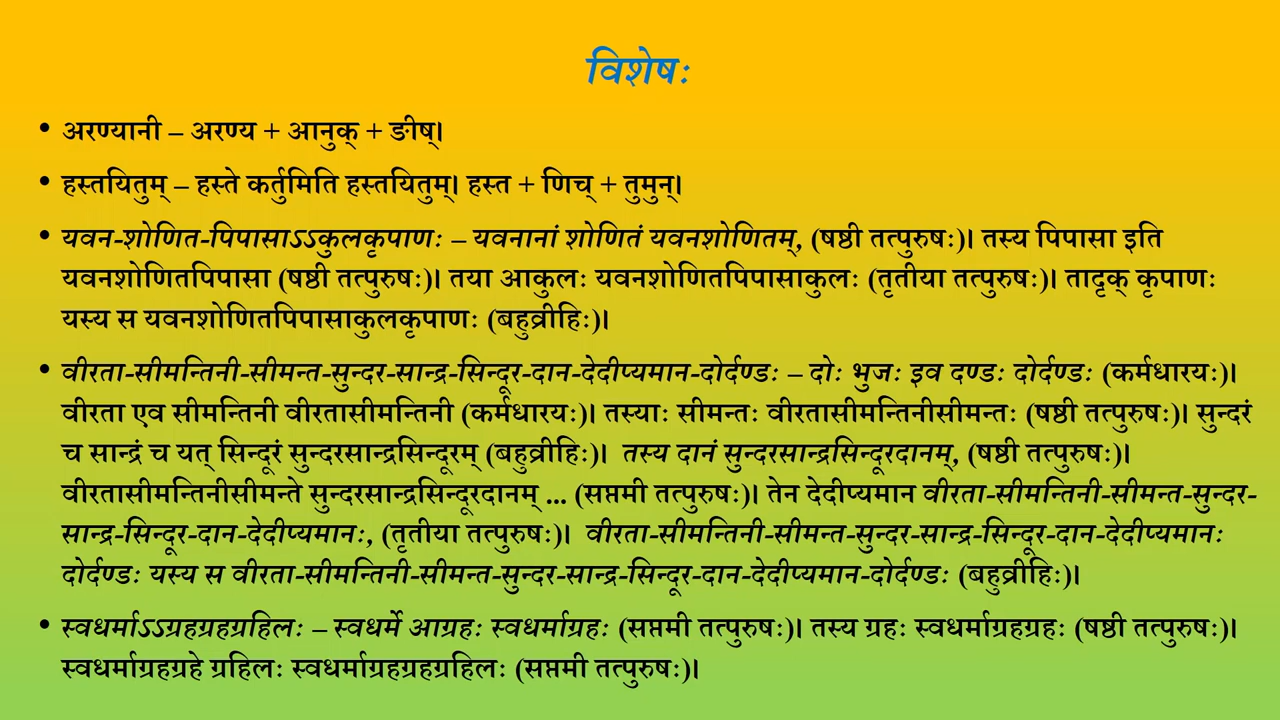 विशेषः
• अरण्यानी – अरण्य + आनुक् + ङीष्।
• हस्तयितुम् – हस्ते कर्तुमिति हस्तयितुम्। हस्त + णिच् + तुमुन्।
• यवन-शोणित-पिपासाऽऽकुलकृपाणः – यवनानां शोणितं यवनशोणितम्, (षष्ठी तत्पुरुषः)। तस्य पिपासा इति
यवनशोणितपिपासा (षष्ठी तत्पुरुषः)। तया आकुलः यवनशोणितपिपासाकुलः (तृतीया तत्पुरुषः)। तादृक् कृपाणः
यस्य स यवनशोणितपिपासाकुलकृपाणः (बहुव्रीहिः)।
• वीरता-सीमन्तिनी-सीमन्त-सुन्दर-सान्द्र-सिन्दूर-दान-देदीप्यमान-दोर्दण्डः – दोः भुजः इव दण्डः दोर्दण्डः (कर्मधारयः)।
वीरता एव सीमन्तिनी वीरतासीमन्तिनी (कर्मधारयः)। तस्याः सीमन्तः वीरतासीमन्तिनीसीमन्तः (षष्ठी तत्पुरुषः)। सुन्दरं
च सान्द्रं च यत् सिन्दूरं सुन्दरसान्द्रसिन्दूरम् (बहुव्रीहिः)। तस्य दानं सुन्दरसान्द्रसिन्दूरदानम्, (षष्ठी तत्पुरुषः)।
वीरतासीमन्तिनीसीमन्ते सुन्दरसान्द्रसिन्दूरदानम् ... (सप्तमी तत्पुरुषः)। तेन देदीप्यमान वीरता-सीमन्तिनी-सीमन्त-सुन्दर-
सान्द्र-सिन्दूर-दान-देदीप्यमानः, (तृतीया तत्पुरुषः)। वीरता-सीमन्तिनी-सीमन्त-सुन्दर-सान्द्र-सिन्दूर-दान-देदीप्यमानः
दोर्दण्डः यस्य स वीरता-सीमन्तिनी-सीमन्त-सुन्दर-सान्द्र-सिन्दूर-दान-देदीप्यमान-दोर्दण्डः (बहुव्रीहिः)।
• स्वधर्माऽऽग्रहग्रहग्रहिलः – स्वधर्मे आग्रहः स्वधर्माग्रहः (सप्तमी तत्पुरुषः)। तस्य ग्रहः स्वधर्माग्रहग्रहः (षष्ठी तत्पुरुषः)।
स्वधर्माग्रहग्रहे ग्रहिलः स्वधर्माग्रहग्रहग्रहिलः (सप्तमी तत्पुरुषः)।